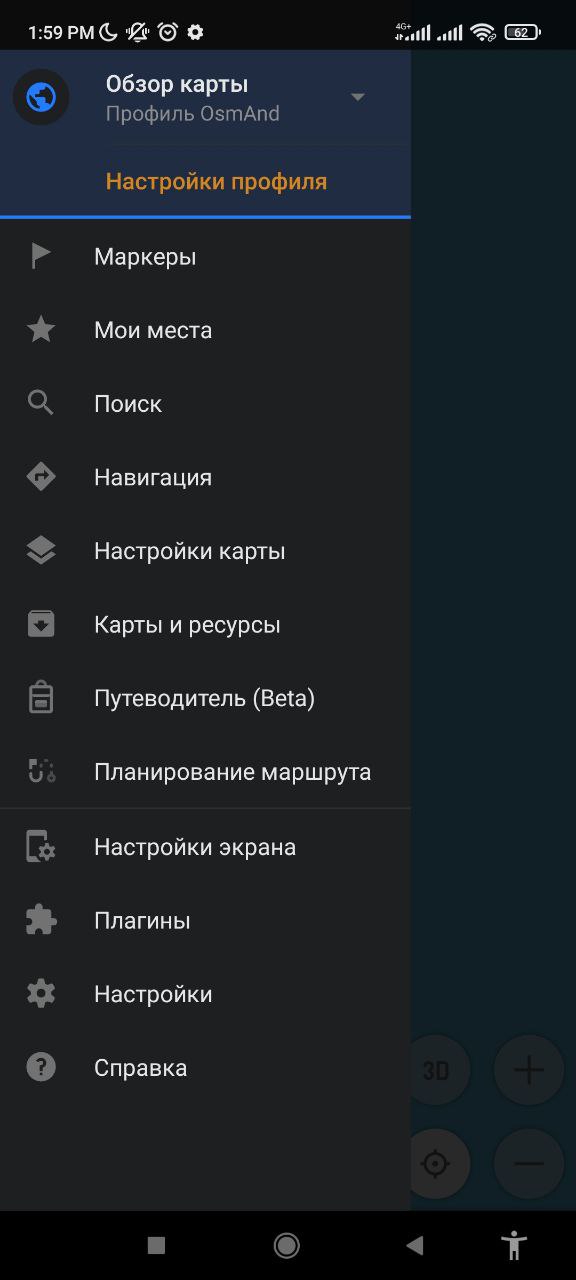 1:59 PM
4G+
62
Обзор карты
Профиль OsmAnd
Настройки профиля
Маркеры
Мои места
Поиск
Навигация
Настройки карты
Карты и ресурсы
Путеводитель (Beta)
Планирование маршрута
Настройки экрана
Плагины
Настройки
Справка
3D